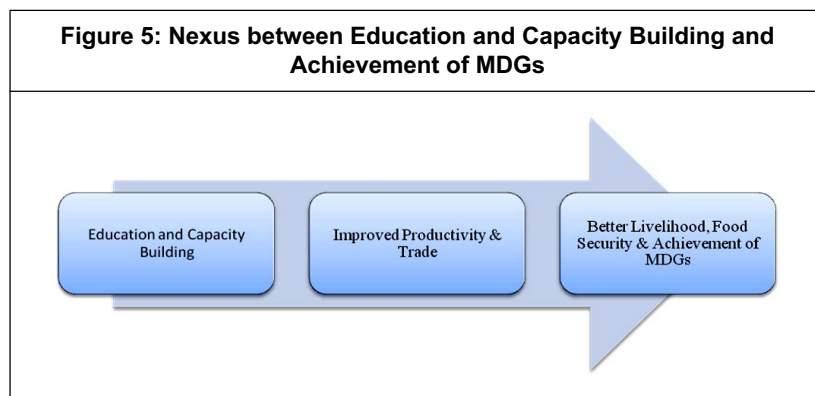 Figure 5: Nexus between Education and Capacity Building and
Achievement of MDGs
Education and Capacity
Building
Improved Productivity &
Trade
Better Livelihood, Food
Security & Achievement of
MDGs